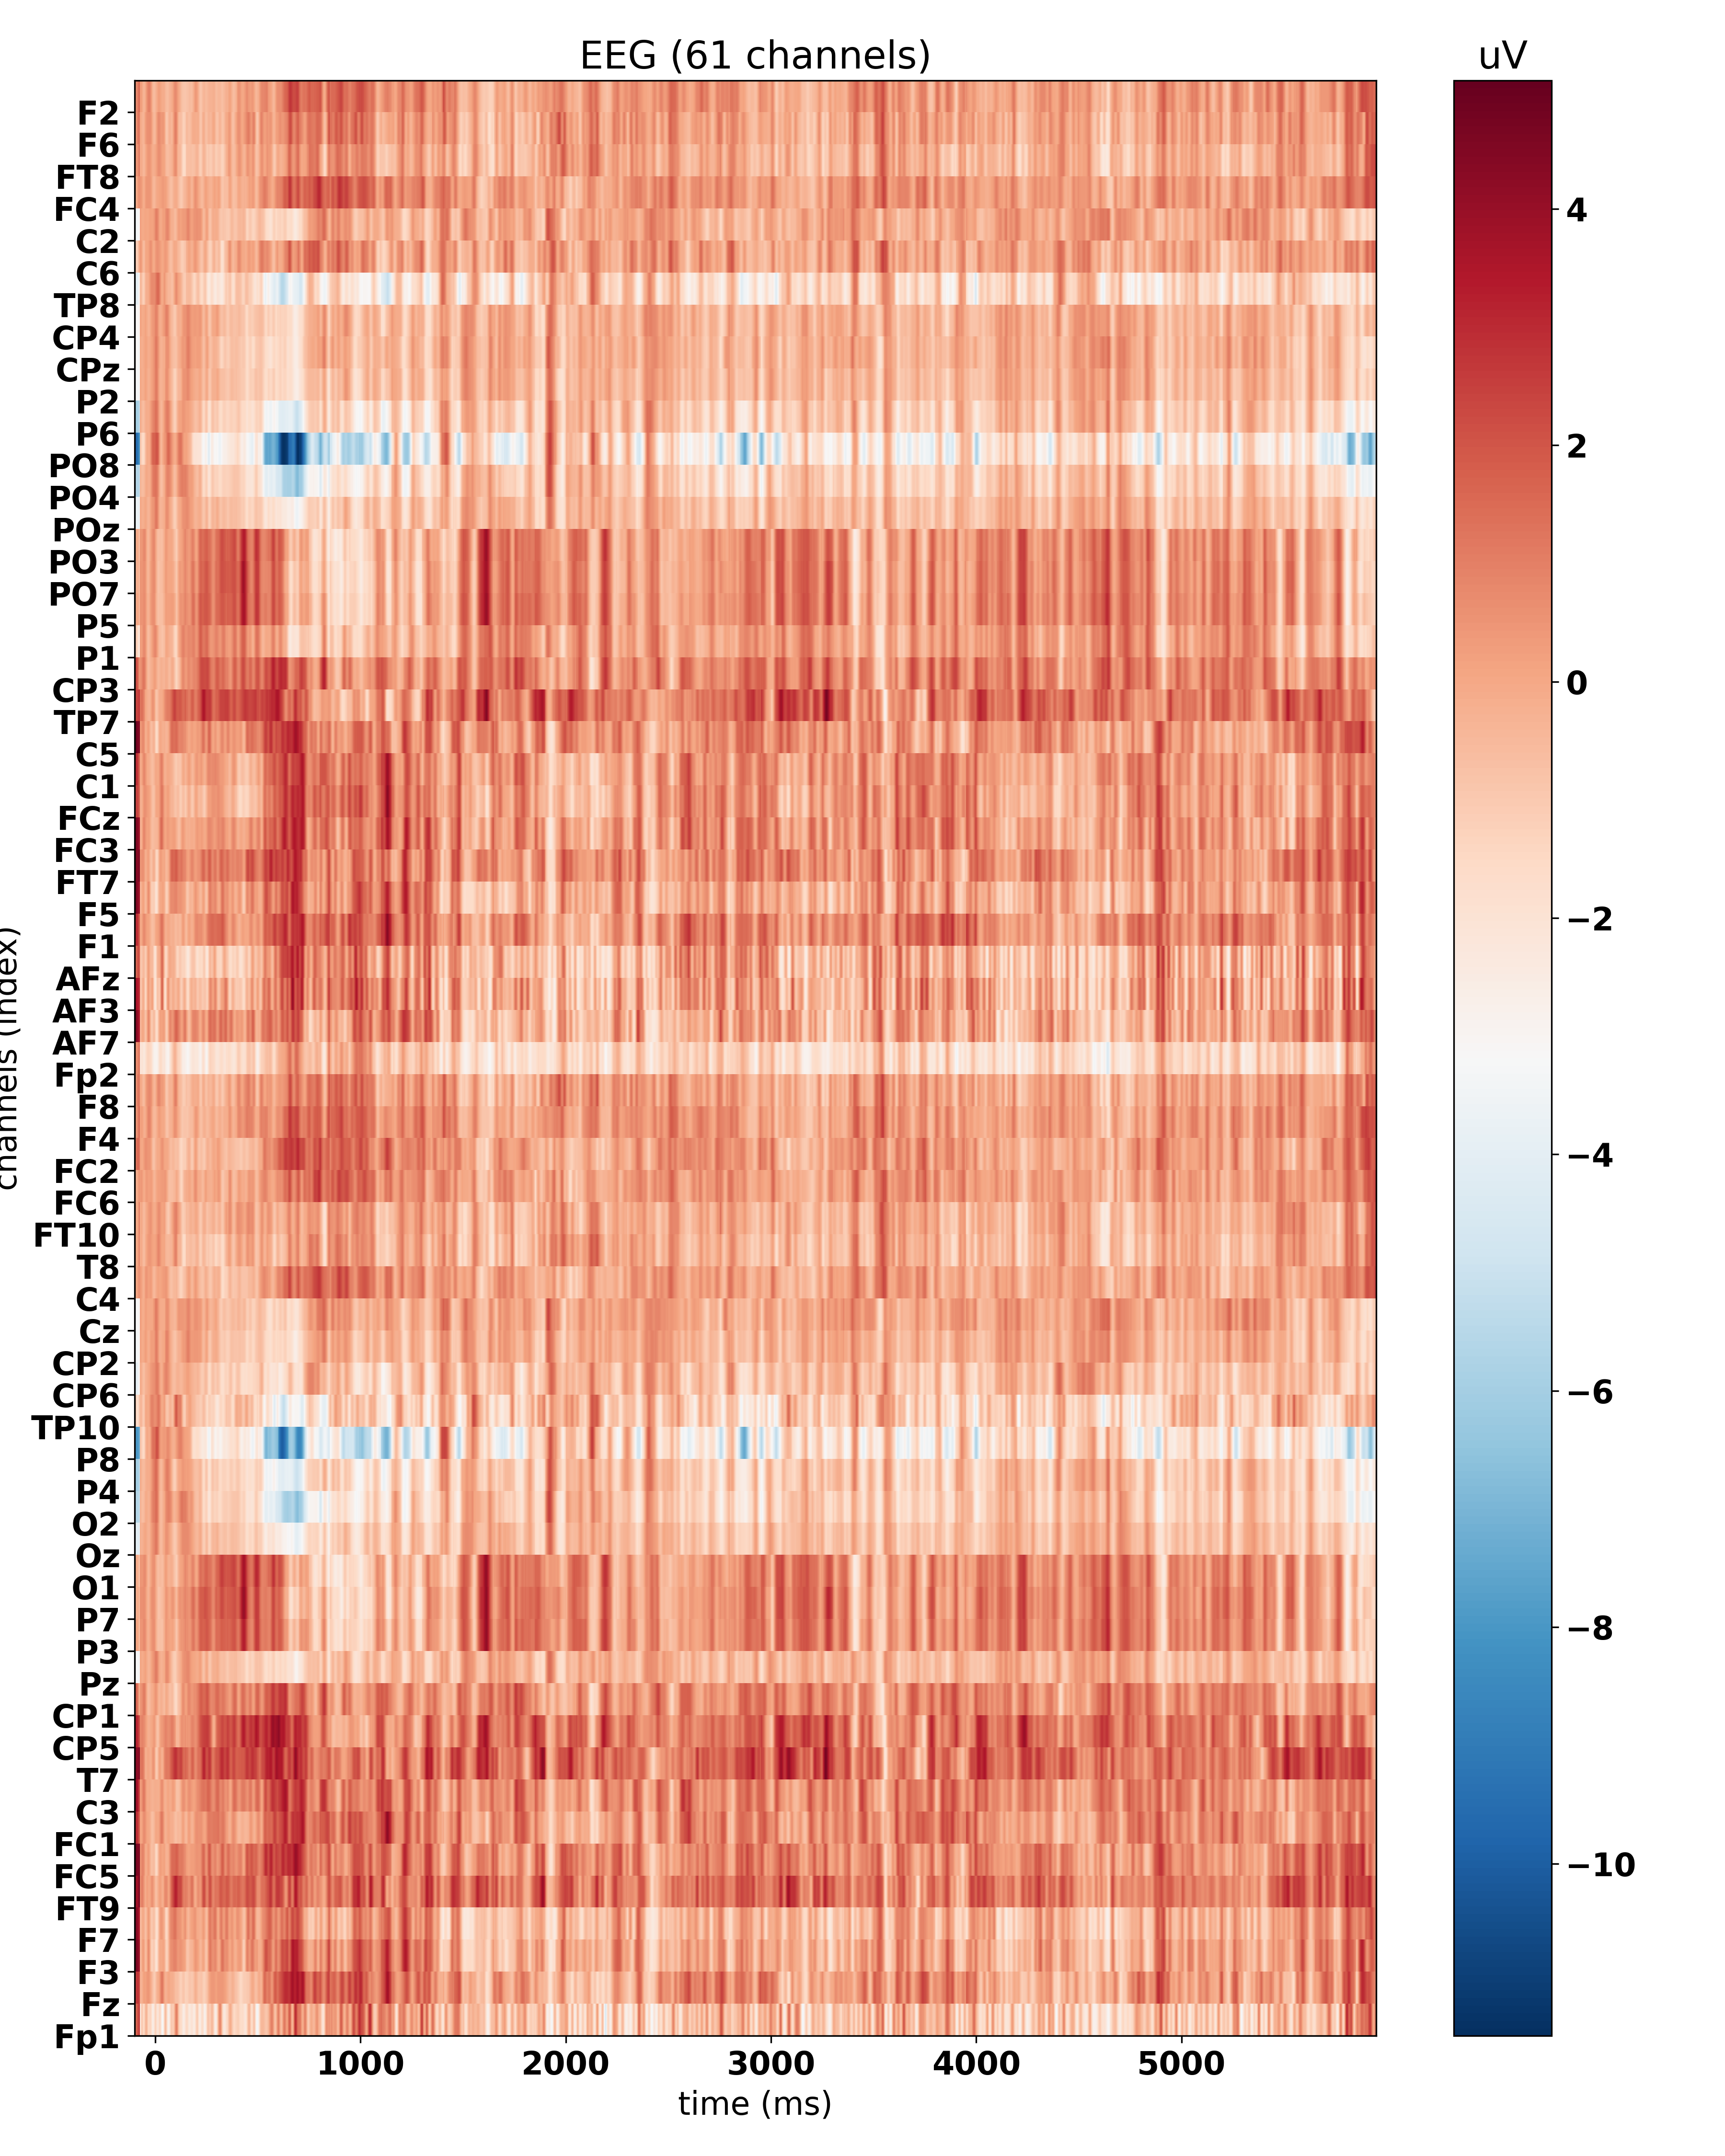 EEG (61 channels)
uV
F2
F6
FT8
FC4
C2
C6
TP8
CP4
CPz
P2
P6
PO8
PO4
POz
PO3
PO7
P5
P1
CP3
TP7
C5
C1
FCz
FC3
FT7
F5
F1
AFz
AF3
AF7
Fp2
F8
F4
FC2
FC6
FT10
T8
C4
Cz
CP2
CP6
TP10
P8
P4
O2
Oz
O1
P7
P3
Pz
CP1
CP5
T7
C3
FC1
FC5
FT9
F7
F3
Fz
Fp1
channels (index)
0 1000 2000 3000 4000 5000
time (ms)
4
2
0
−2
−4
−6
−8
−10